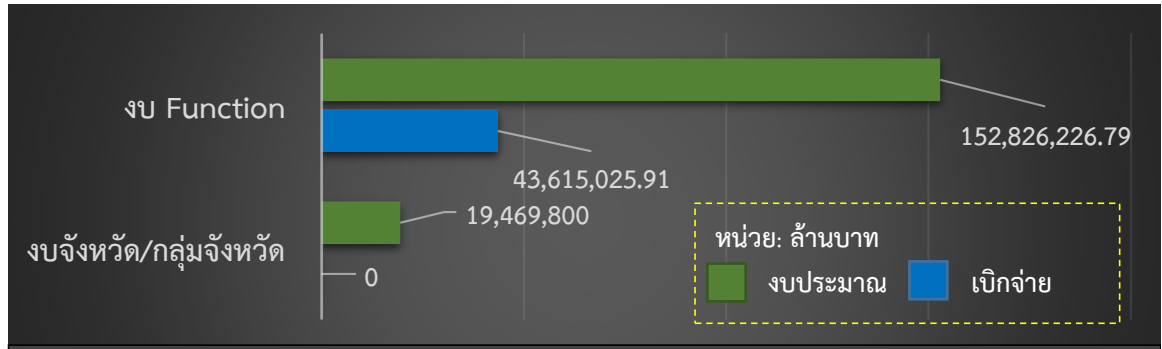 งบ Function
152,826,226.79
43,615,025.91
งบจังหวัด/กลุ่มจังหวัด
19,469,800
0
หน่วย: ล้านบาท
งบประมาณ เบิกจ่าย